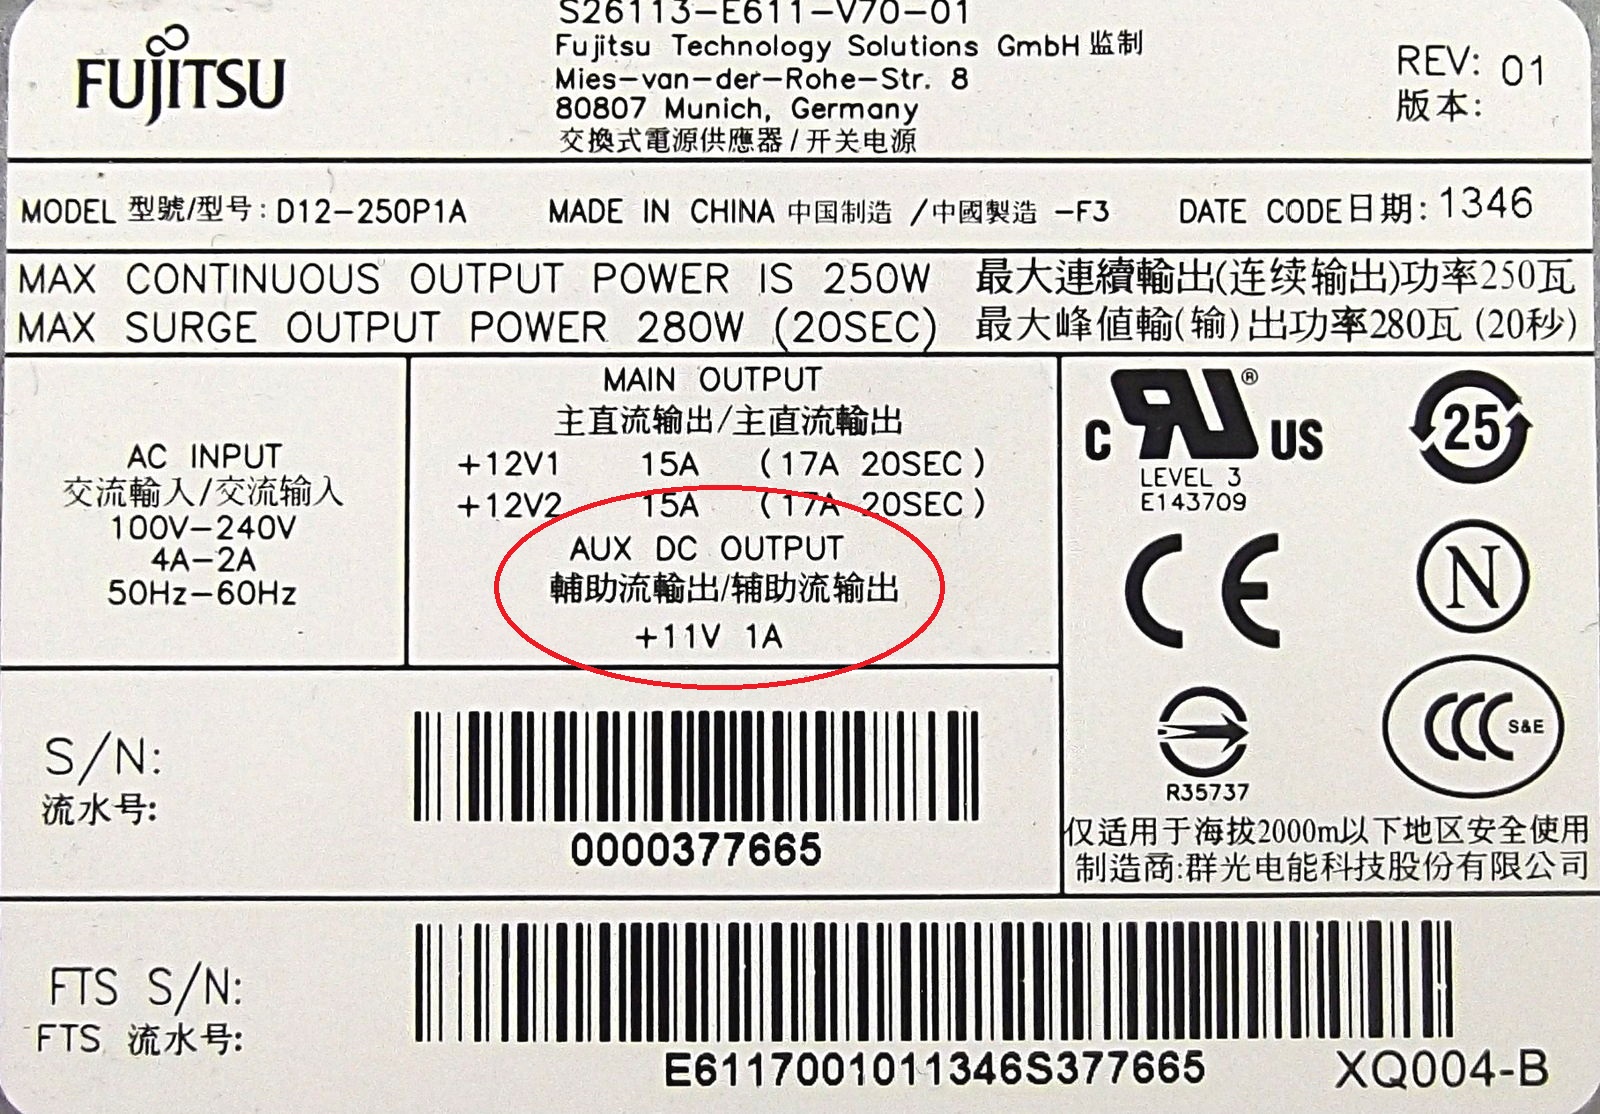 S26113-E611-V70-01
FUJITSU
Fujitsu Technology Solutions GmbH 监制
Mies-van-der-Rohe-Str. 8
80807 Munich, Germany
交換式電源供應器/开关电源
REV: 01
版本:
MODEL 型號/型号: D12-250P1A
MADE IN CHINA 中国制造 /中國製造 -F3
DATE CODE日期: 1346
MAX CONTINUOUS OUTPUT POWER IS 250W 最大連續輸出(连续输出)功率250瓦
MAX SURGE OUTPUT POWER 280W (20SEC) 最大峰値輸(输)出功率280瓦 (20秒)
AC INPUT
交流輸入/交流输入
100V-240V
4A-2A
50Hz-60Hz
MAIN OUTPUT
主直流输出/主直流輸出
+12V1 15A (17A 20SEC)
+12V2 15A (17A 20SEC)
AUX DC OUTPUT
輔助流輸出/辅助流输出
+11V 1A
C RU® US
LEVEL 3
E143709
25
CE
N
R35737
CCC S&E
仅适用于海拔2000m以下地区安全使用
制造商:群光电能科技股份有限公司
S/N:
流水号:
0000377665
FTS S/N:
FTS 流水号:
E6117001011346S377665
XQ004-B